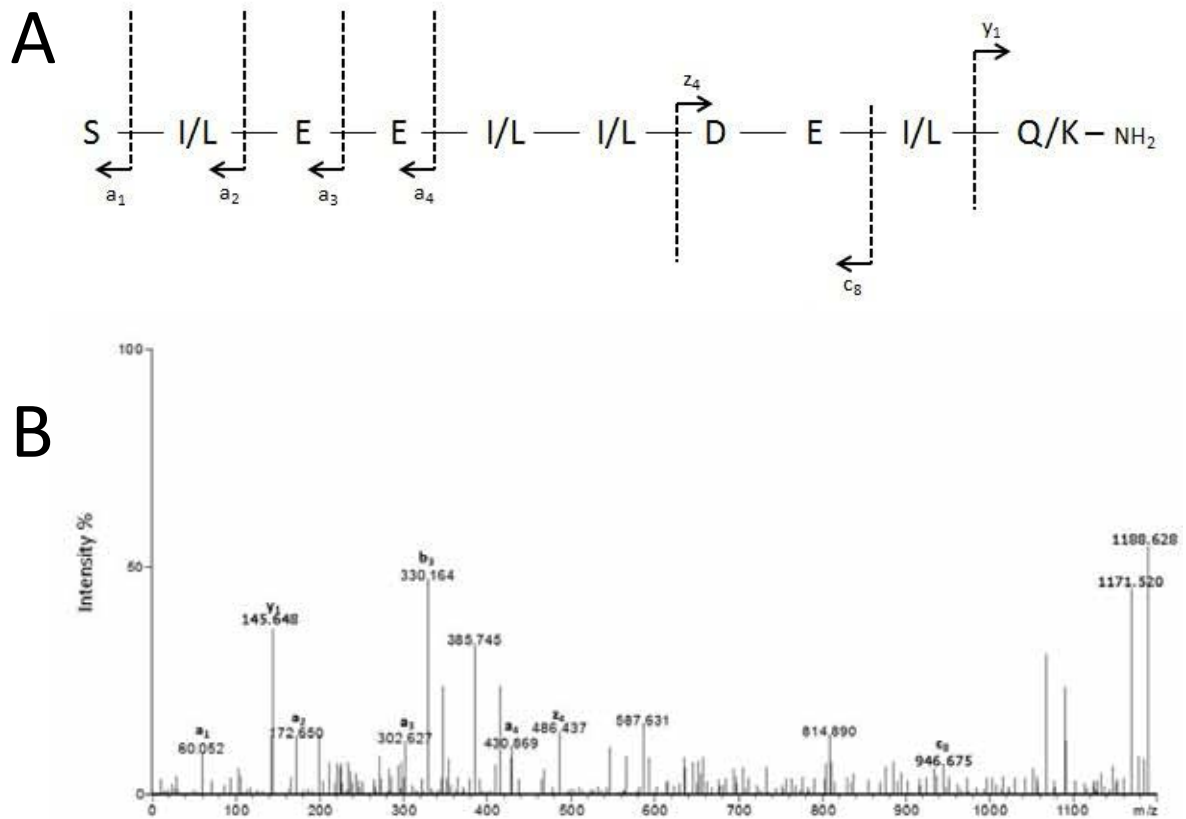 A
y₁
z₄
S I/L E E I/L I/L D E I/L Q/K – NH₂
a₁ a₂ a₃ a₄
c₈
B
Intensity %
100
50
0
1188.628
1171.520
b₃
330.164
y₁
145.648
385.745
a₁
60.052
a₂
172.650
a₃
302.627
a₄
430.869
z₄
486.437
587.631
814.890
c₈
946.675
0 100 200 300 400 500 600 700 800 900 1000 1100 m/z